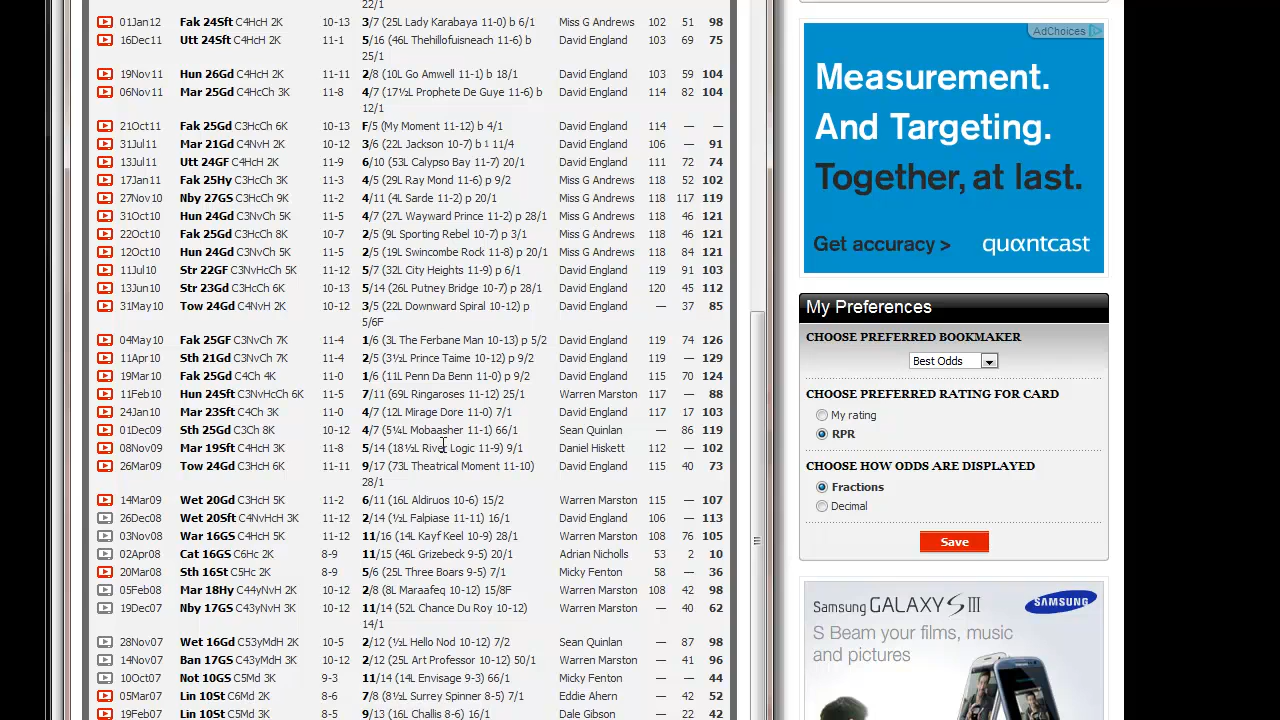 22/1
01Jan12 Fak 24Sft C4HcH 2K 10-13 3/7 (25L Lady Karabaya 11-0) b 6/1 Miss G Andrews 102 51 98
16Dec11 Utt 24Sft C4HcH 2K 11-1 5/16 (46L Thehillofuisneach 11-6) b David England 103 69 75
25/1
19Nov11 Hun 26Gd C4HcH 2K 11-11 2/8 (10L Go Amwell 11-1) b 18/1 David England 103 59 104
06Nov11 Mar 25Gd C4HcCh 3K 11-8 4/7 (17½L Prophete De Guye 11-6) b David England 114 82 104
12/1
21Oct11 Fak 25Gd C3HcCh 6K 10-13 F/5 (My Moment 11-12) b 4/1 David England 114 — —
31Jul11 Mar 21Gd C4NvH 2K 10-12 3/6 (22L Jackson 10-7) b 1 11/4 David England 106 — 91
13Jul11 Utt 24GF C4HcH 2K 11-9 6/10 (53L Calypso Bay 11-7) 20/1 David England 111 72 74
17Jan11 Fak 25Hy C3HcCh 3K 11-3 4/5 (29L Ray Mond 11-6) p 9/2 Miss G Andrews 118 52 102
27Nov10 Nby 27GS C3HcCh 9K 11-2 4/11 (4L Sarde 11-2) p 20/1 Miss G Andrews 118 117 119
31Oct10 Hun 24Gd C3NvCh 5K 11-5 4/7 (27L Wayward Prince 11-2) p 28/1 Miss G Andrews 118 46 121
22Oct10 Fak 25Gd C3HcCh 8K 10-7 2/5 (9L Sporting Rebel 10-7) p 3/1 Miss G Andrews 118 46 121
12Oct10 Hun 24Gd C3NvCh 5K 11-5 2/5 (19L Swincombe Rock 11-8) p 20/1 Miss G Andrews 118 84 121
11Jul10 Str 22GF C3NvHcCh 5K 11-12 5/7 (32L City Heights 11-9) p 6/1 David England 119 91 103
13Jun10 Str 23Gd C3HcCh 6K 10-13 5/14 (26L Putney Bridge 10-7) p 28/1 David England 120 45 112
31May10 Tow 24Gd C4NvH 2K 10-12 3/5 (22L Downward Spiral 10-12) p David England — 37 85
5/6F
04May10 Fak 25GF C3NvCh 7K 11-4 1/6 (3L The Ferbane Man 10-13) p 5/2 David England 119 74 126
11Apr10 Sth 21Gd C3NvCh 5K 11-4 2/5 (3½L Prince Taime 10-12) p 9/2 David England 119 — 129
19Mar10 Fak 25Gd C4Ch 4K 11-0 1/6 (11L Penn Da Benn 11-0) p 9/2 David England 115 70 124
11Feb10 Hun 24Sft C3NvHcCh 6K 11-5 7/11 (69L Ringaroses 11-12) 25/1 Warren Marston 117 — 88
24Jan10 Mar 23Sft C4Ch 3K 11-0 4/7 (12L Mirage Dore 11-0) 7/1 David England 117 17 103
01Dec09 Sth 25Gd C3Ch 8K 10-12 4/7 (5¼L Mobaasher 11-1) 66/1 Sean Quinlan — 86 119
08Nov09 Mar 19Sft C4HcH 3K 11-8 5/14 (18½L River Logic 11-9) 9/1 Daniel Hiskett 112 — 102
26Mar09 Tow 24Gd C3HcH 6K 11-11 9/17 (73L Theatrical Moment 11-10) David England 115 40 73
28/1
14Mar09 Wet 20Gd C3HcH 5K 11-2 6/11 (16L Aldiruos 10-6) 15/2 Warren Marston 115 — 107
26Dec08 Wet 20Sft C4NvHcH 3K 11-12 2/14 (½L Falpiase 11-11) 16/1 David England 106 — 113
03Nov08 War 16GS C4HcH 5K 11-12 11/16 (14L Kayf Keel 10-9) 28/1 Warren Marston 108 76 105
02Apr08 Cat 16GS C6Hc 2K 8-9 11/15 (46L Grizebeck 9-5) 20/1 Adrian Nicholls 53 2 10
20Mar08 Sth 16St C5Hc 2K 8-9 5/6 (25L Three Boars 9-5) 7/1 Micky Fenton 58 — 36
05Feb08 Mar 18Hy C44yNvH 2K 10-12 2/8 (8L Maraafeq 10-12) 15/8F Warren Marston 108 42 98
19Dec07 Nby 17GS C43yNvH 3K 10-12 11/14 (52L Chance Du Roy 10-12) Warren Marston — 40 62
14/1
28Nov07 Wet 16Gd C53yMdH 2K 10-5 2/12 (½L Hello Nod 10-12) 7/2 Sean Quinlan — 87 98
14Nov07 Ban 17GS C43yMdH 3K 10-12 2/12 (25L Art Professor 10-12) 50/1 Warren Marston — 41 96
10Oct07 Not 10GS C5Md 3K 9-3 11/14 (14L Envisage 9-3) 66/1 Micky Fenton — — 44
05Mar07 Lin 10St C6Md 2K 8-6 7/8 (8½L Surrey Spinner 8-5) 7/1 Eddie Ahern — 42 52
19Feb07 Lin 10St C5Md 3K 8-5 9/13 (16L Challis 8-6) 16/1 Dale Gibson — 22 42
AdChoices
Measurement.
And Targeting.
Together, at last.
Get accuracy > quantcast
My Preferences
CHOOSE PREFERRED BOOKMAKER
Best Odds
CHOOSE PREFERRED RATING FOR CARD
My rating
RPR
CHOOSE HOW ODDS ARE DISPLAYED
Fractions
Decimal
Save
Samsung GALAXY S III SAMSUNG
S Beam your films, music
and pictures